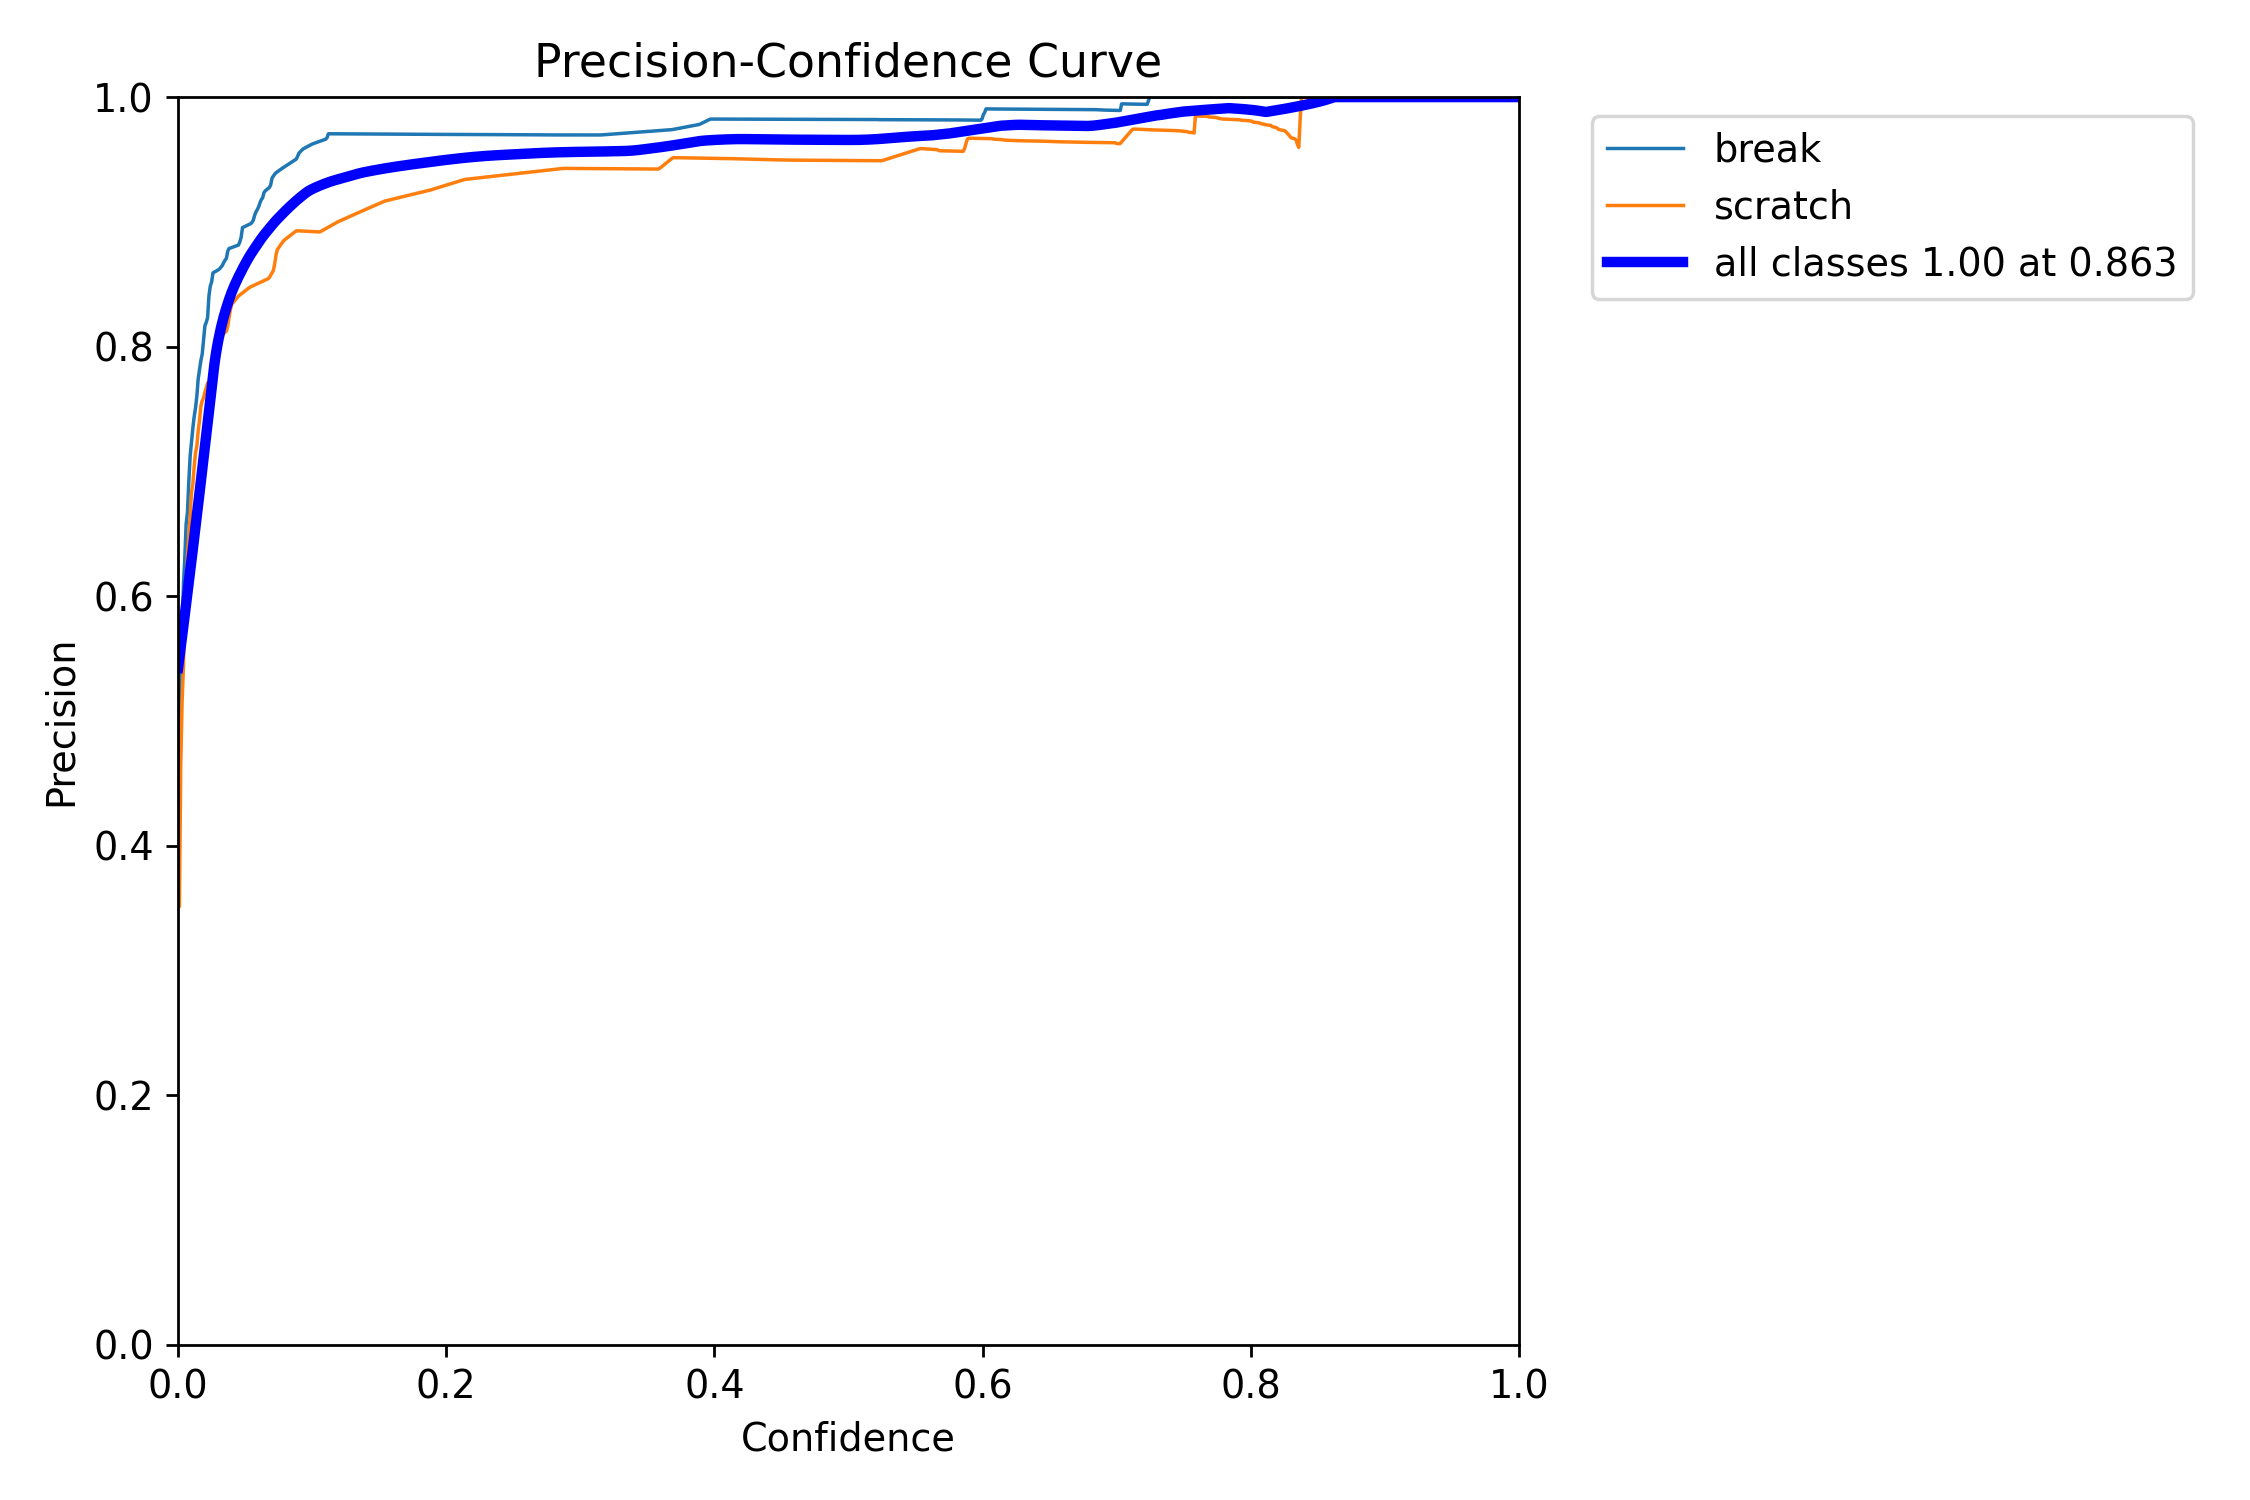 Precision-Confidence Curve
1.0
0.8
0.6
0.4
0.2
0.0
Precision
0.0 0.2 0.4 0.6 0.8 1.0
Confidence
break
scratch
all classes 1.00 at 0.863